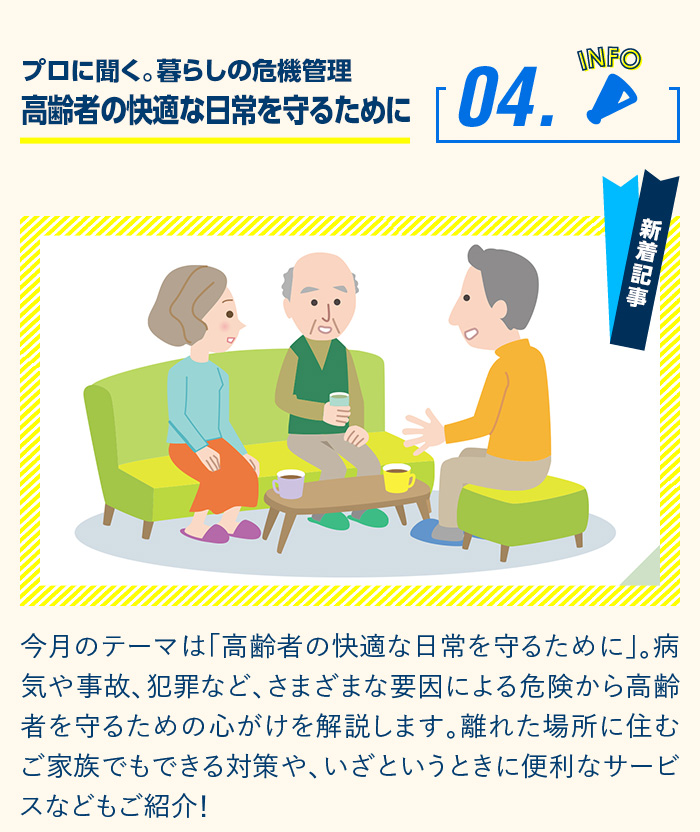 プロに聞く。暮らしの危機管理
高齢者の快適な日常を守るために
04.
INFO
新着記事
今月のテーマは「高齢者の快適な日常を守るために」。病
気や事故、犯罪など、さまざまな要因による危険から高齢
者を守るための心がけを解説します。離れた場所に住む
ご家族でもできる対策や、いざというときに便利なサービ
スなどもご紹介！